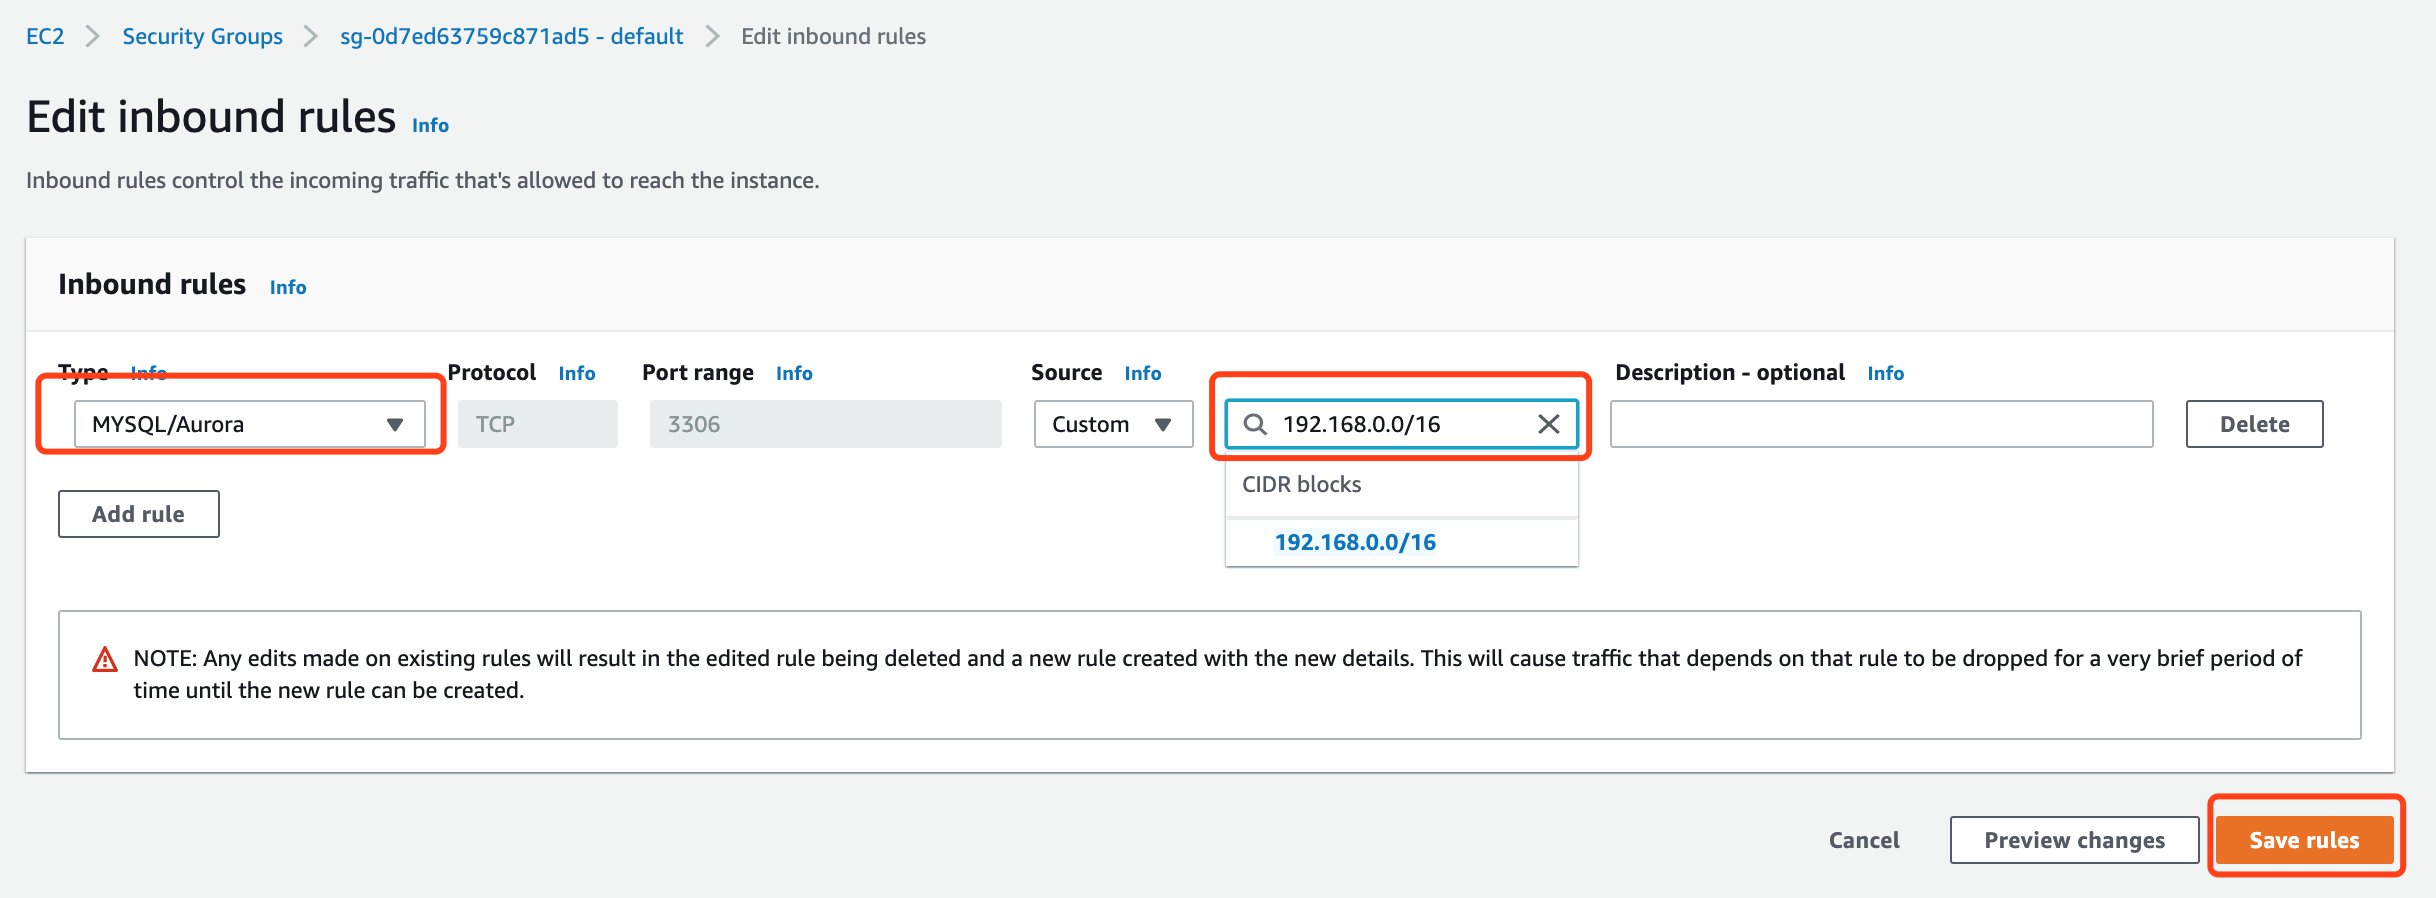 EC2 > Security Groups > sg-0d7ed63759c871ad5 - default > Edit inbound rules
Edit inbound rules Info
Inbound rules control the incoming traffic that's allowed to reach the instance.
Inbound rules Info
Type Info Protocol Info Port range Info Source Info Description - optional Info
MYSQL/Aurora TCP 3306 Custom 192.168.0.0/16 Delete
CIDR blocks
Add rule
192.168.0.0/16
NOTE: Any edits made on existing rules will result in the edited rule being deleted and a new rule created with the new details. This will cause traffic that depends on that rule to be dropped for a very brief period of
time until the new rule can be created.
Cancel Preview changes Save rules